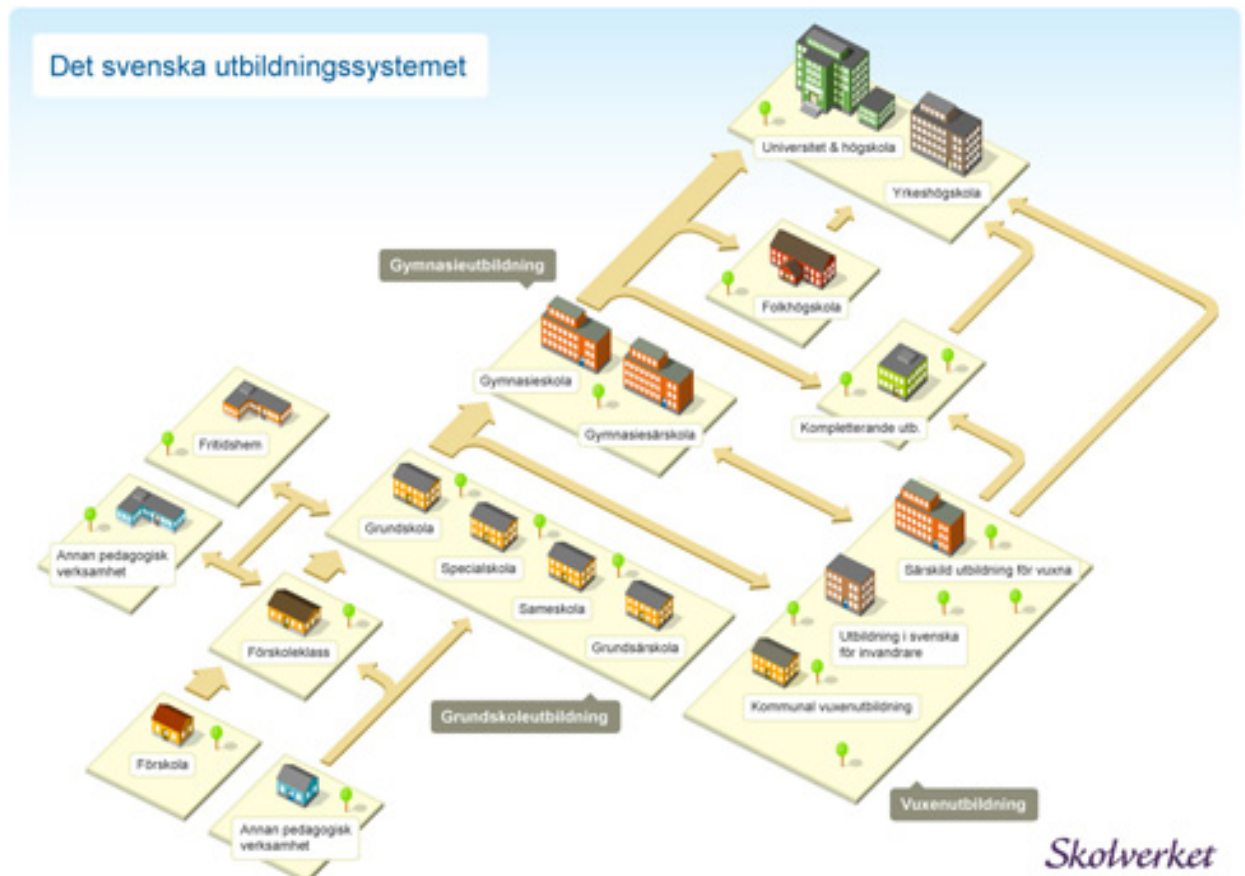 Det svenska utbildningssystemet
Universitet & högskola
Yrkeshögskola
Gymnasieutbildning
Folkhögskola
Gymnasieskola
Gymnasiesärskola
Kompletterande utb.
Fritidshem
Annan pedagogisk
verksamhet
Grundskola
Specialskola
Sameskola
Grundsärskola
Särskild utbildning för vuxna
Utbildning i svenska
för invandrare
Kommunal vuxenutbildning
Förskoleklass
Grundskoleutbildning
Förskola
Annan pedagogisk
verksamhet
Vuxenutbildning
Skolverket